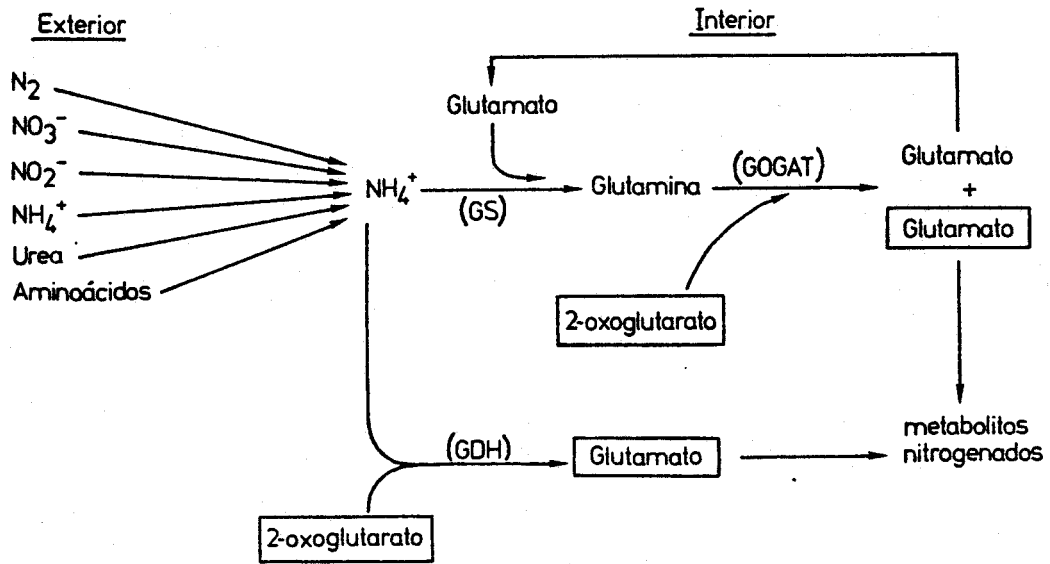 Exterior
Interior
N2
NO3-
NO2-
NH4+
Urea
Aminoácidos
NH4+
Glutamato
(GS)
Glutamina
(GOGAT)
Glutamato
+
Glutamato
2-oxoglutarato
(GDH)
Glutamato
metabolitos
nitrogenados
2-oxoglutarato